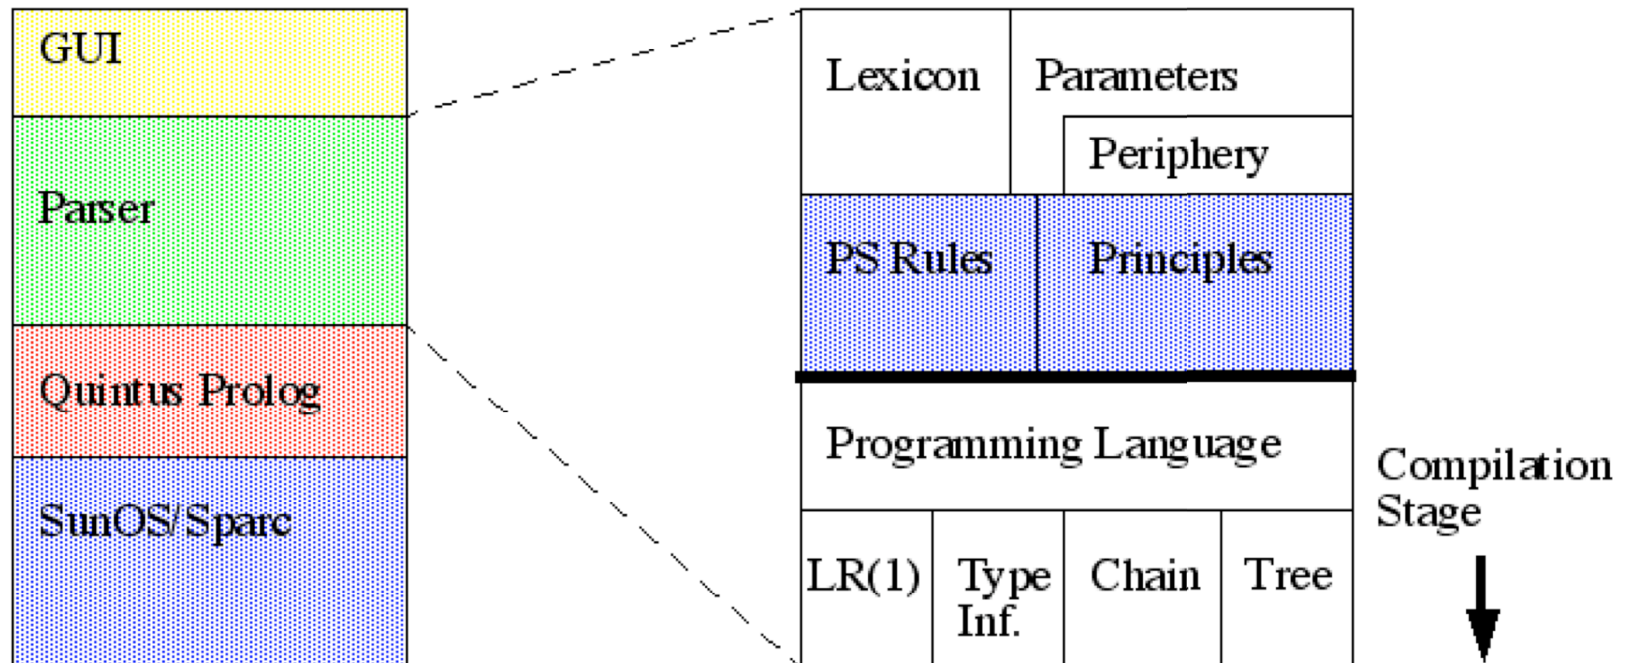 GUI
Parser
Quintus Prolog
SunOS/Sparc
Lexicon
Parameters
Periphery
PS Rules
Principles
Programming Language
LR(1)
Type
Inf.
Chain
Tree
Compilation
Stage